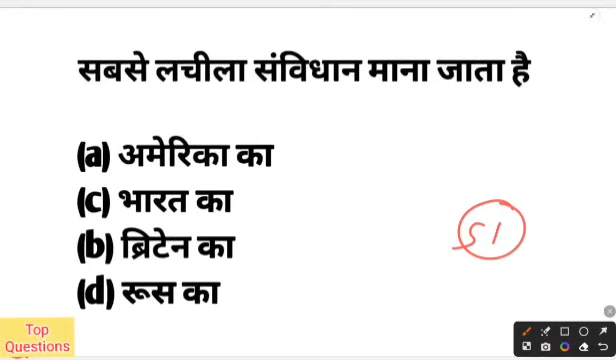 सबसे लचीला संविधान माना जाता है
(a) अमेरिका का
(c) भारत का
(b) ब्रिटेन का
(d) रूस का
51
Top
Questions